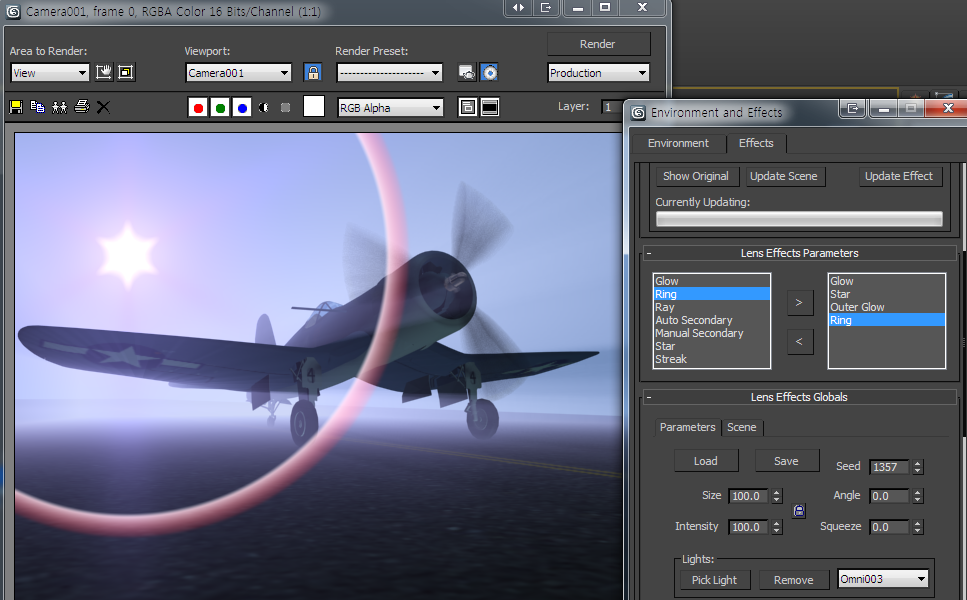 Camera001, frame 0, RGBA Color 16 Bits/Channel (1:1)
Area to Render:
Viewport:
Render Preset:
Render
View
Camera001
-----------------------
Production
RGB Alpha
Layer:
1
Environment and Effects
Environment
Effects
Show Original
Update Scene
Update Effect
Currently Updating:
- Lens Effects Parameters
Glow
Ring
Ray
Auto Secondary
Manual Secondary
Star
Streak
>
<
Glow
Star
Outer Glow
Ring
- Lens Effects Globals
Parameters
Scene
Load
Save
Seed 1357
Size 100.0
Angle 0.0
Intensity 100.0
Squeeze 0.0
Lights:
Pick Light
Remove
Omni003